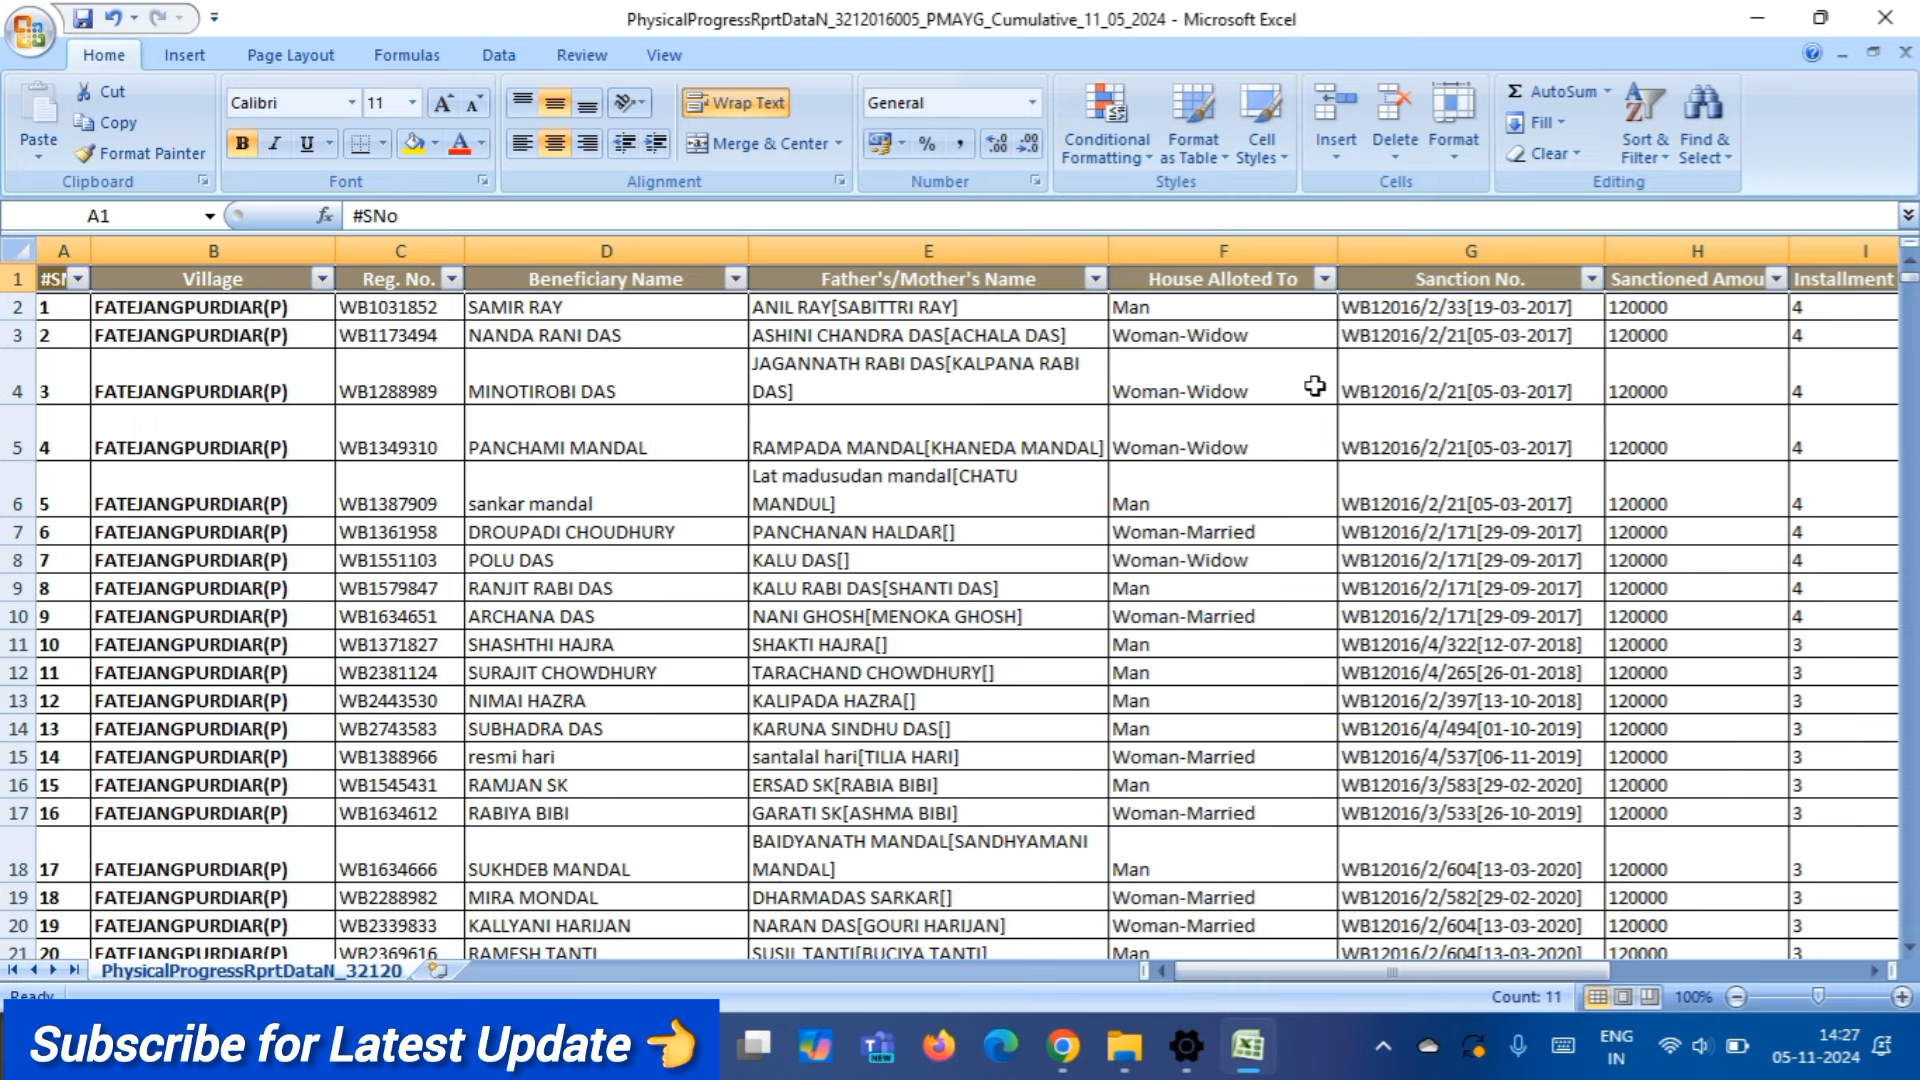 PhysicalProgressRprtDataN_3212016005_PMAYG_Cumulative_11_05_2024 - Microsoft Excel
Home Insert Page Layout Formulas Data Review View
Paste Cut Copy Format Painter Clipboard
Calibri 11 A A B I U A Font
Wrap Text Merge & Center Alignment
General % , Number
Conditional Formatting Format as Table Cell Styles Styles
Insert Delete Format Cells
Σ AutoSum Fill Clear Sort & Filter Find & Select Editing
A1 fx #SNo
A B C D E F G H I
1 #SN Village Reg. No. Beneficiary Name Father's/Mother's Name House Alloted To Sanction No. Sanctioned Amou Installment
2 1 FATEJANGPURDIAR(P) WB1031852 SAMIR RAY ANIL RAY[SABITTRI RAY] Man WB12016/2/33[19-03-2017] 120000 4
3 2 FATEJANGPURDIAR(P) WB1173494 NANDA RANI DAS ASHINI CHANDRA DAS[ACHALA DAS] Woman-Widow WB12016/2/21[05-03-2017] 120000 4
JAGANNATH RABI DAS[KALPANA RABI
4 3 FATEJANGPURDIAR(P) WB1288989 MINOTIROBI DAS DAS] Woman-Widow WB12016/2/21[05-03-2017] 120000 4
5 4 FATEJANGPURDIAR(P) WB1349310 PANCHAMI MANDAL RAMPADA MANDAL[KHANEDA MANDAL] Woman-Widow WB12016/2/21[05-03-2017] 120000 4
Lat madusudan mandal[CHATU
6 5 FATEJANGPURDIAR(P) WB1387909 sankar mandal MANDUL] Man WB12016/2/21[05-03-2017] 120000 4
7 6 FATEJANGPURDIAR(P) WB1361958 DROUPADI CHOUDHURY PANCHANAN HALDAR[] Woman-Married WB12016/2/171[29-09-2017] 120000 4
8 7 FATEJANGPURDIAR(P) WB1551103 POLU DAS KALU DAS[] Woman-Widow WB12016/2/171[29-09-2017] 120000 4
9 8 FATEJANGPURDIAR(P) WB1579847 RANJIT RABI DAS KALU RABI DAS[SHANTI DAS] Man WB12016/2/171[29-09-2017] 120000 4
10 9 FATEJANGPURDIAR(P) WB1634651 ARCHANA DAS NANI GHOSH[MENOKA GHOSH] Woman-Married WB12016/2/171[29-09-2017] 120000 4
11 10 FATEJANGPURDIAR(P) WB1371827 SHASHTHI HAJRA SHAKTI HAJRA[] Man WB12016/4/322[12-07-2018] 120000 3
12 11 FATEJANGPURDIAR(P) WB2381124 SURAJIT CHOWDHURY TARACHAND CHOWDHURY[] Man WB12016/4/265[26-01-2018] 120000 3
13 12 FATEJANGPURDIAR(P) WB2443530 NIMAI HAZRA KALIPADA HAZRA[] Man WB12016/2/397[13-10-2018] 120000 3
14 13 FATEJANGPURDIAR(P) WB2743583 SUBHADRA DAS KARUNA SINDHU DAS[] Man WB12016/4/494[01-10-2019] 120000 3
15 14 FATEJANGPURDIAR(P) WB1388966 resmi hari santalal hari[TILIA HARI] Woman-Married WB12016/4/537[06-11-2019] 120000 3
16 15 FATEJANGPURDIAR(P) WB1545431 RAMJAN SK ERSAD SK[RABIA BIBI] Man WB12016/3/583[29-02-2020] 120000 3
17 16 FATEJANGPURDIAR(P) WB1634612 RABIYA BIBI GARATI SK[ASHMA BIBI] Woman-Married WB12016/3/533[26-10-2019] 120000 3
BAIDYANATH MANDAL[SANDHYAMANI
18 17 FATEJANGPURDIAR(P) WB1634666 SUKHDEB MANDAL MANDAL] Man WB12016/2/604[13-03-2020] 120000 3
19 18 FATEJANGPURDIAR(P) WB2288982 MIRA MONDAL DHARMADAS SARKAR[] Woman-Married WB12016/2/582[29-02-2020] 120000 3
20 19 FATEJANGPURDIAR(P) WB2339833 KALLYANI HARIJAN NARAN DAS[GOURI HARIJAN] Woman-Married WB12016/2/604[13-03-2020] 120000 3
21 20 FATEJANGPURDIAR(P) WB2369616 RAMESH TANTI SUSIL TANTI[BUCIYA TANTI] Man WB12016/2/604[13-03-2020] 120000 3
PhysicalProgressRprtDataN_32120
Ready Count: 11 100%
Subscribe for Latest Update
NEW ENG IN 14:27
05-11-2024